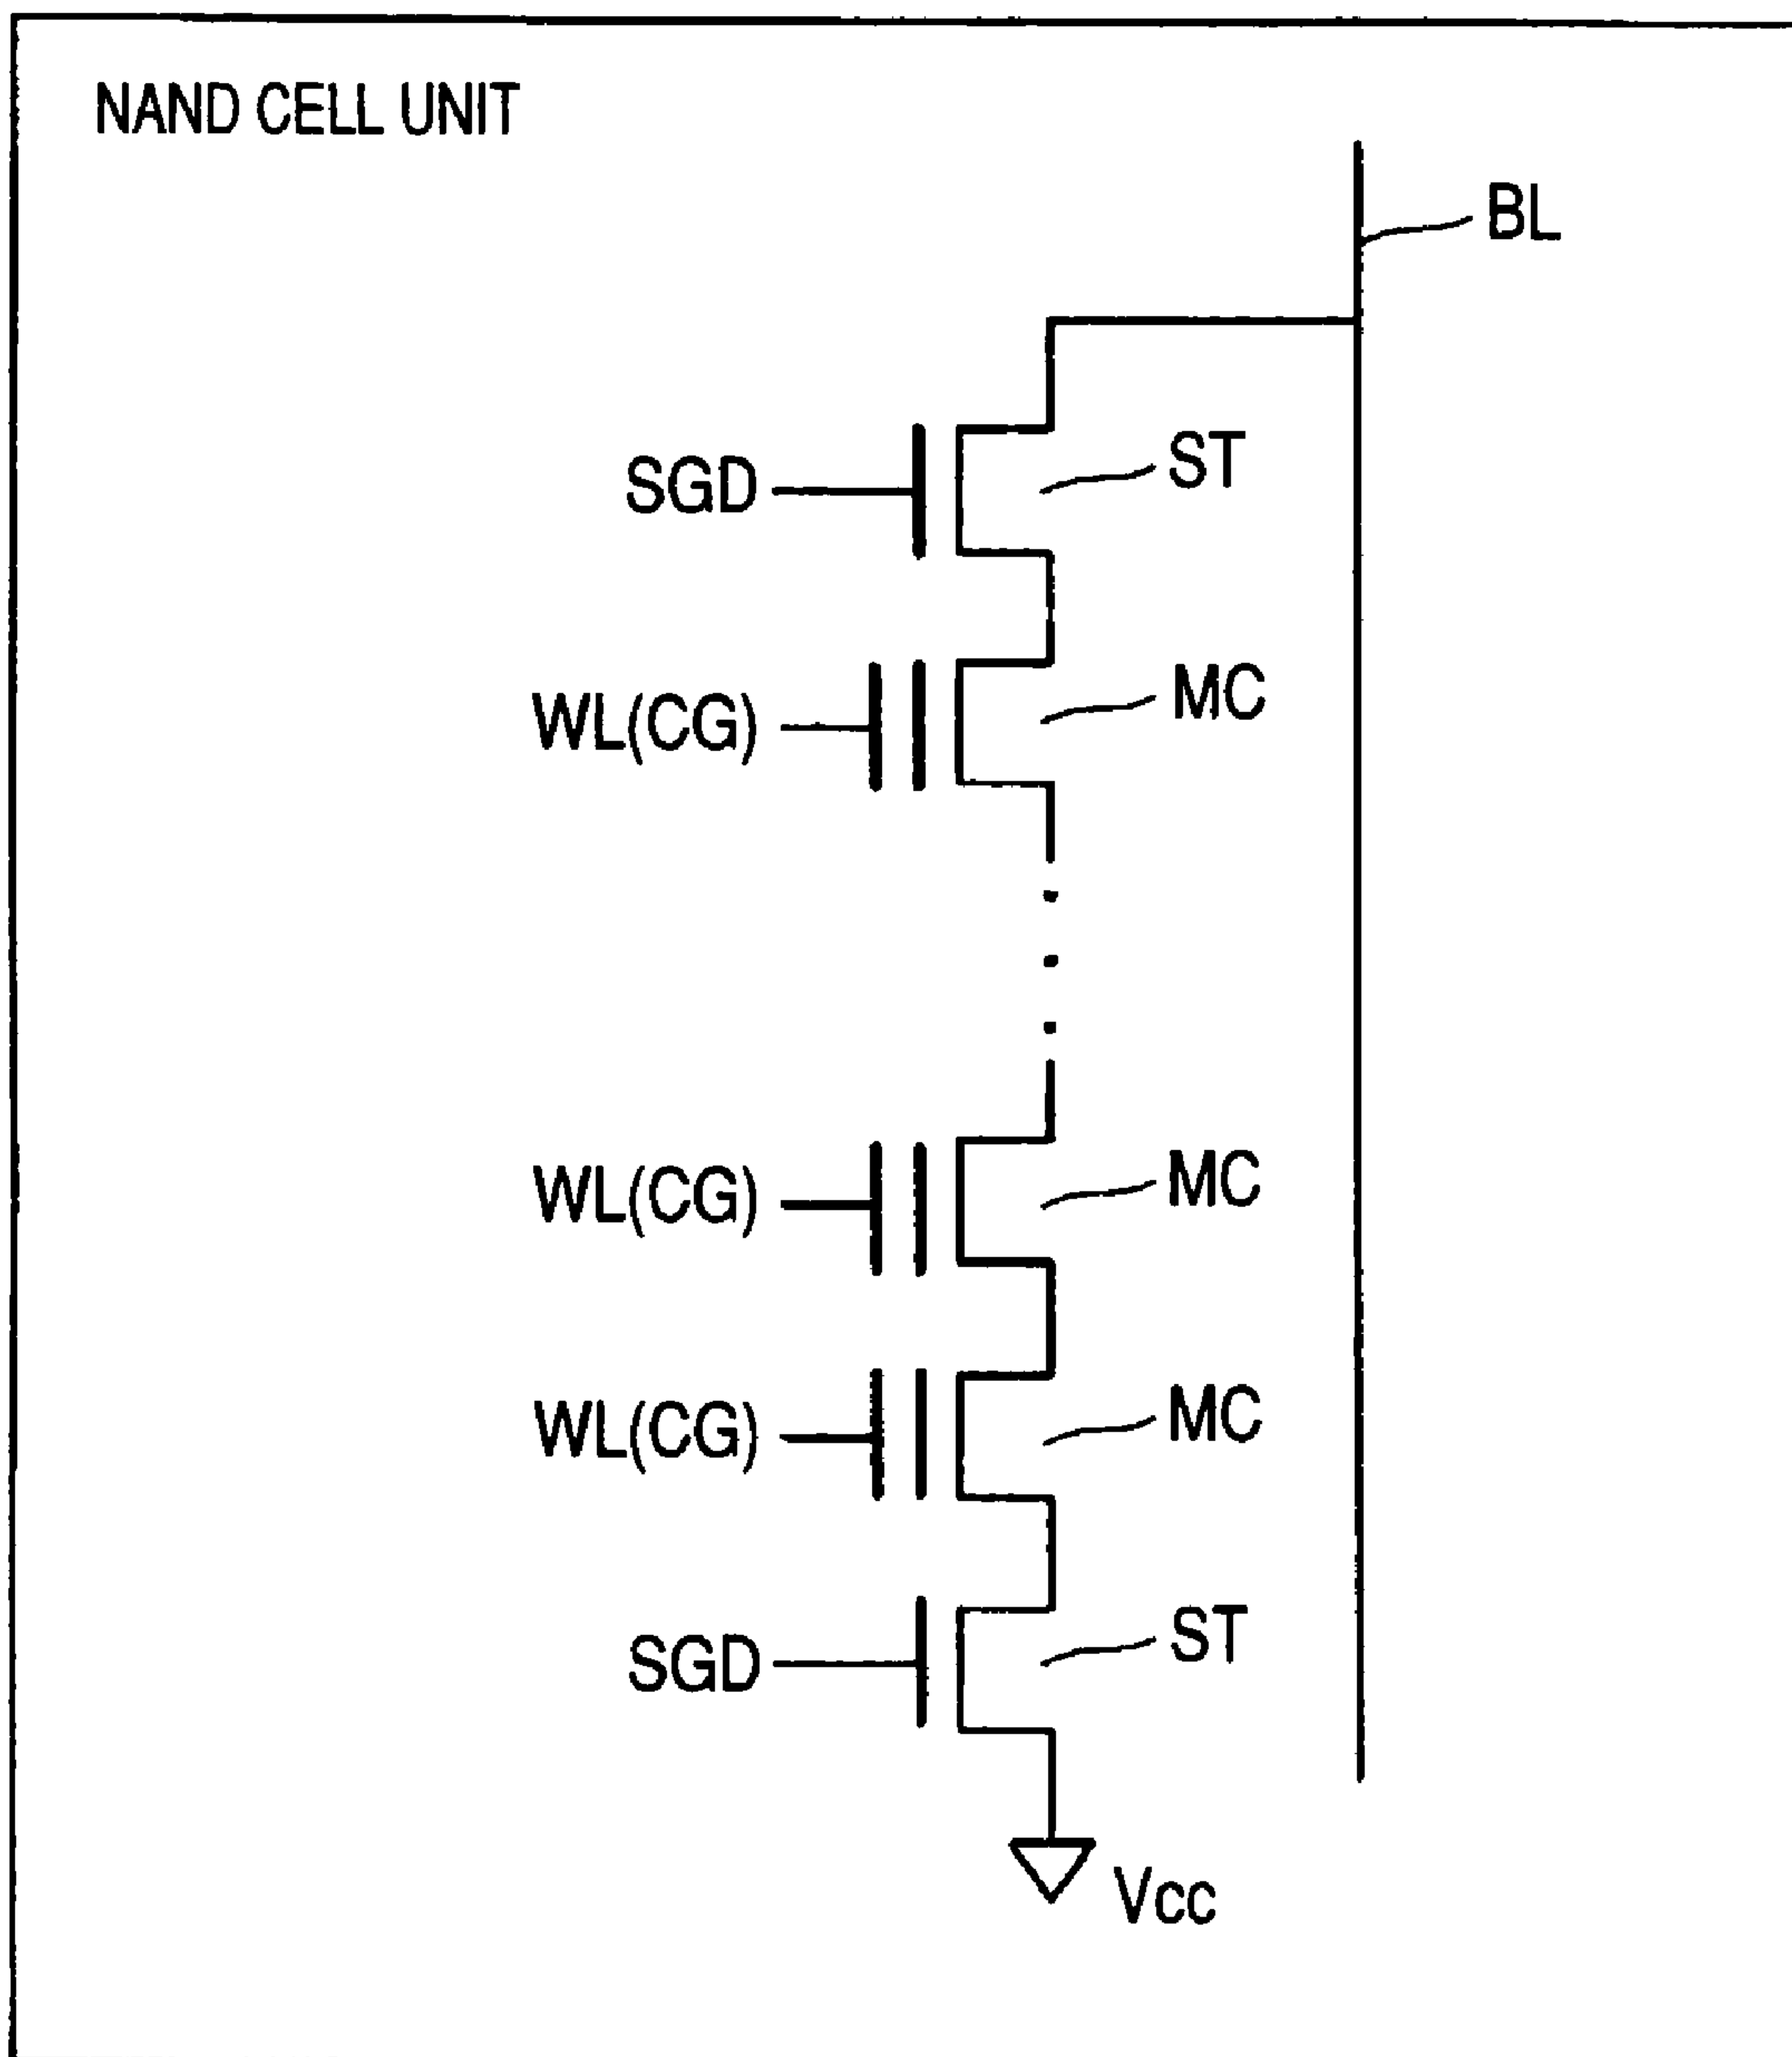 NAND CELL UNIT
BL
SGD ST
WL(CG) MC
WL(CG) MC
WL(CG) MC
SGD ST
Vcc